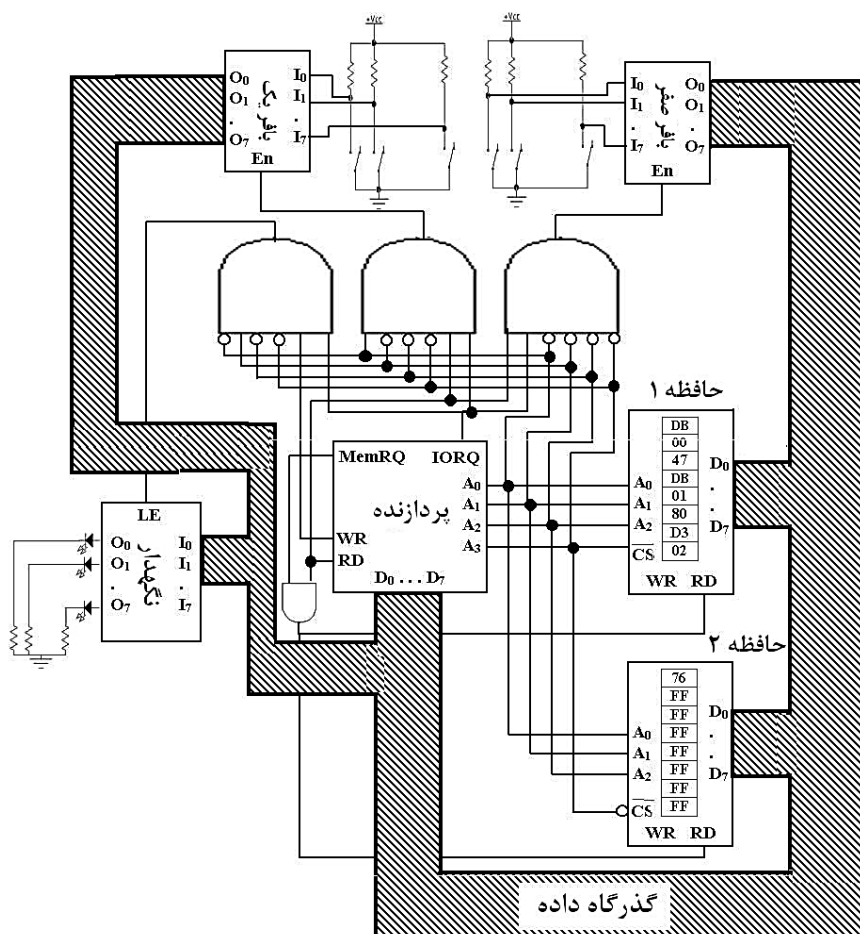 +Vcc
+Vcc
O₀
O₁
.
O₇
En
بافر یک
I₀
I₁
.
I₇
I₀
I₁
.
I₇
بافر صفر
O₀
O₁
.
O₇
En
حافظه ۱
MemRQ
IORQ
پردازنده
WR
RD
A₀
A₁
A₂
A₃
D₀ . . . D₇
A₀
A₁
A₂
CS
DB
00
47
DB
01
80
D3
02
D₀
.
.
D₇
WR RD
LE
O₀
O₁
.
O₇
نگهدار
I₀
I₁
.
I₇
حافظه ۲
A₀
A₁
A₂
CS
76
FF
FF
FF
FF
FF
FF
FF
D₀
.
D₇
WR RD
گذرگاه داده